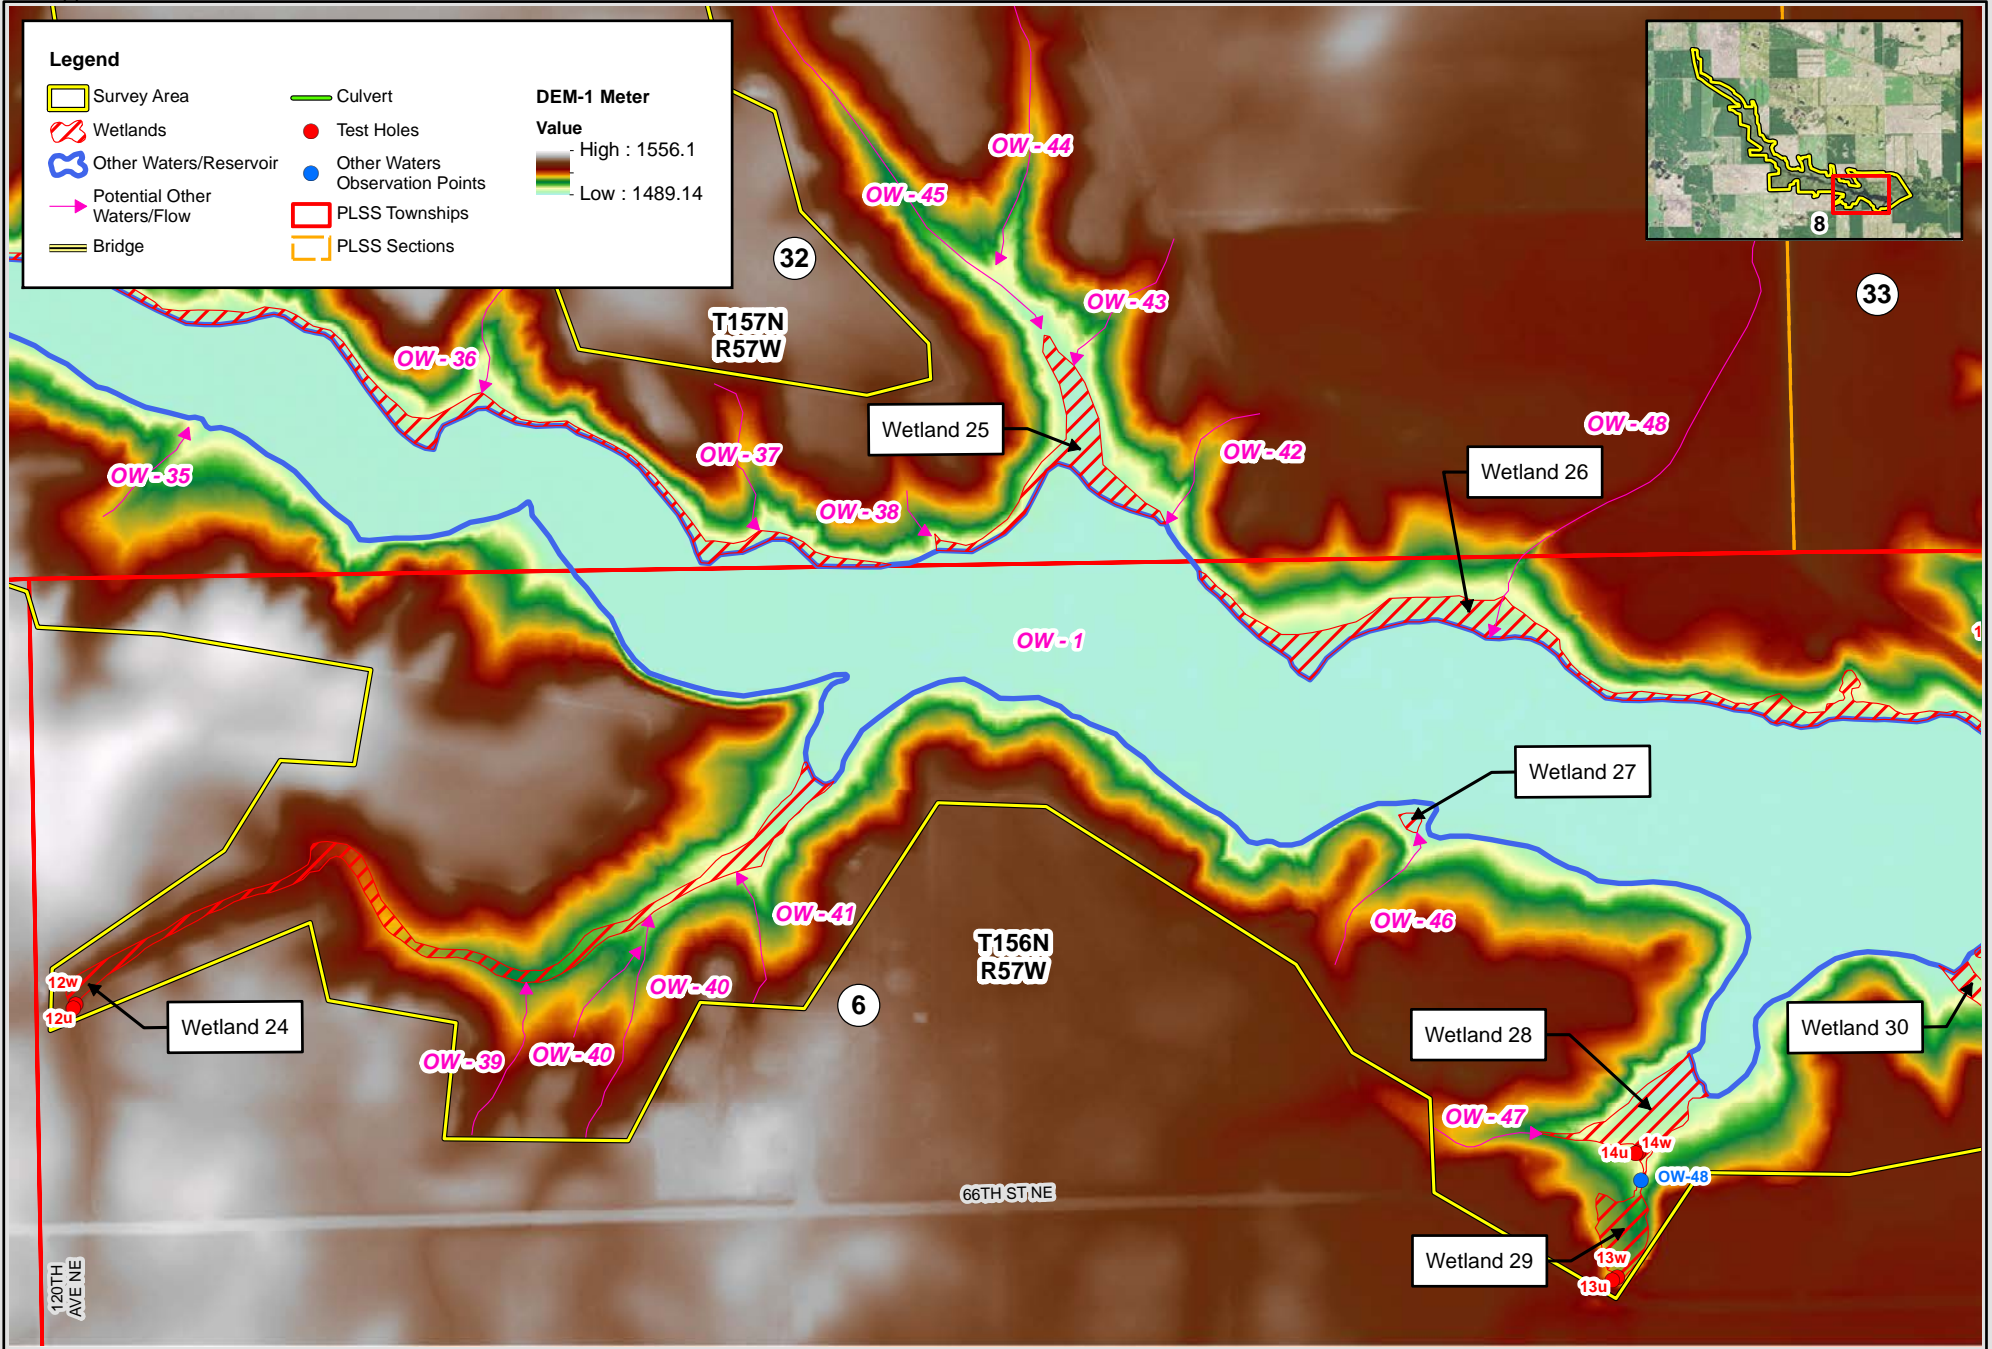 Legend
Survey Area
Wetlands
Other Waters/Reservoir
Potential Other
Waters/Flow
Bridge
Culvert
Test Holes
Other Waters
Observation Points
PLSS Townships
PLSS Sections
DEM-1 Meter
Value
High : 1556.1
Low : 1489.14
8
OW - 44
OW - 45
32
33
OW - 43
T157N
R57W
OW - 36
Wetland 25
OW - 48
OW - 37
OW - 42
Wetland 26
OW - 35
OW - 38
OW - 1
1
Wetland 27
OW - 41
OW - 46
T156N
R57W
12w
OW - 40
6
12u
Wetland 24
Wetland 28
Wetland 30
OW - 39
OW - 40
OW - 47
14w
14u
OW-48
66TH ST NE
Wetland 29
13w
13u
120TH
AVE NE